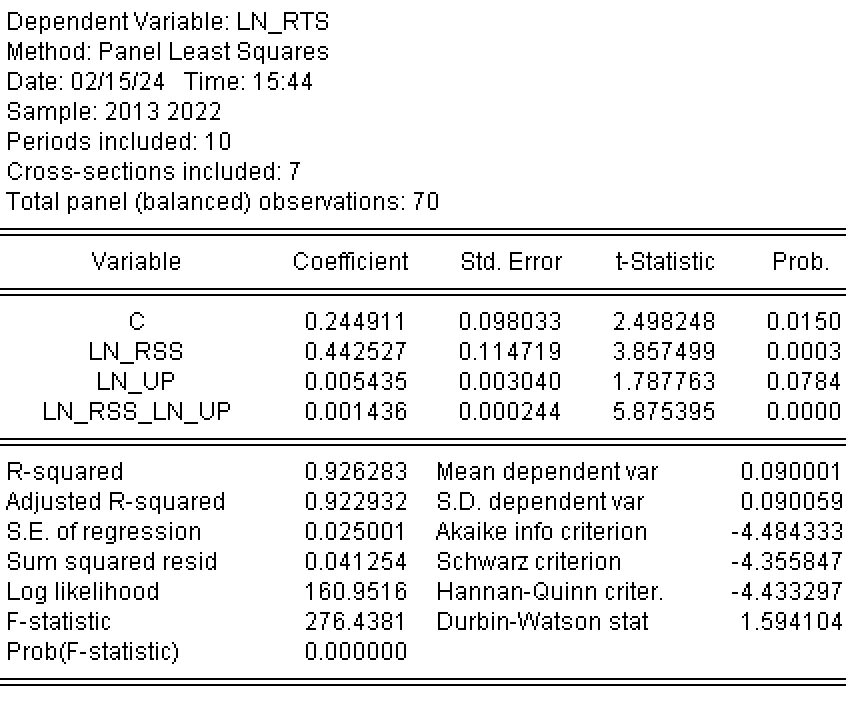 Dependent Variable: LN_RTS
Method: Panel Least Squares
Date: 02/15/24 Time: 15:44
Sample: 2013 2022
Periods included: 10
Cross-sections included: 7
Total panel (balanced) observations: 70
Variable Coefficient Std. Error t-Statistic Prob.
C 0.244911 0.098033 2.498248 0.0150
LN_RSS 0.442527 0.114719 3.857499 0.0003
LN_UP 0.005435 0.003040 1.787763 0.0784
LN_RSS_LN_UP 0.001436 0.000244 5.875395 0.0000
R-squared 0.926283 Mean dependent var 0.090001
Adjusted R-squared 0.922932 S.D. dependent var 0.090059
S.E. of regression 0.025001 Akaike info criterion -4.484333
Sum squared resid 0.041254 Schwarz criterion -4.355847
Log likelihood 160.9516 Hannan-Quinn criter. -4.433297
F-statistic 276.4381 Durbin-Watson stat 1.594104
Prob(F-statistic) 0.000000